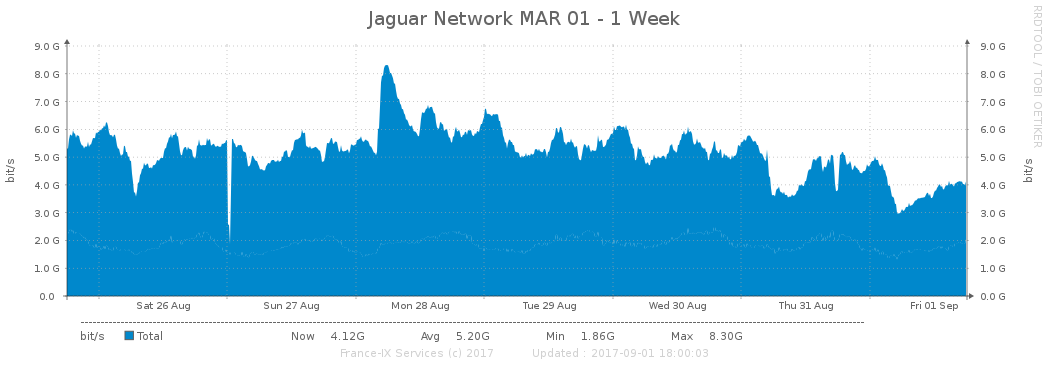 Jaguar Network MAR 01 - 1 Week
RRDTOOL / TOBI OETIKER
9.0 G 9.0 G
8.0 G 8.0 G
7.0 G 7.0 G
6.0 G 6.0 G
5.0 G 5.0 G
4.0 G 4.0 G
3.0 G 3.0 G
2.0 G 2.0 G
1.0 G 1.0 G
0.0 0.0 G
bit/s bit/s
Sat 26 Aug Sun 27 Aug Mon 28 Aug Tue 29 Aug Wed 30 Aug Thu 31 Aug Fri 01 Sep
bit/s Total Now 4.12G Avg 5.20G Min 1.86G Max 8.30G
France-IX Services (c) 2017 Updated : 2017-09-01 18:00:03